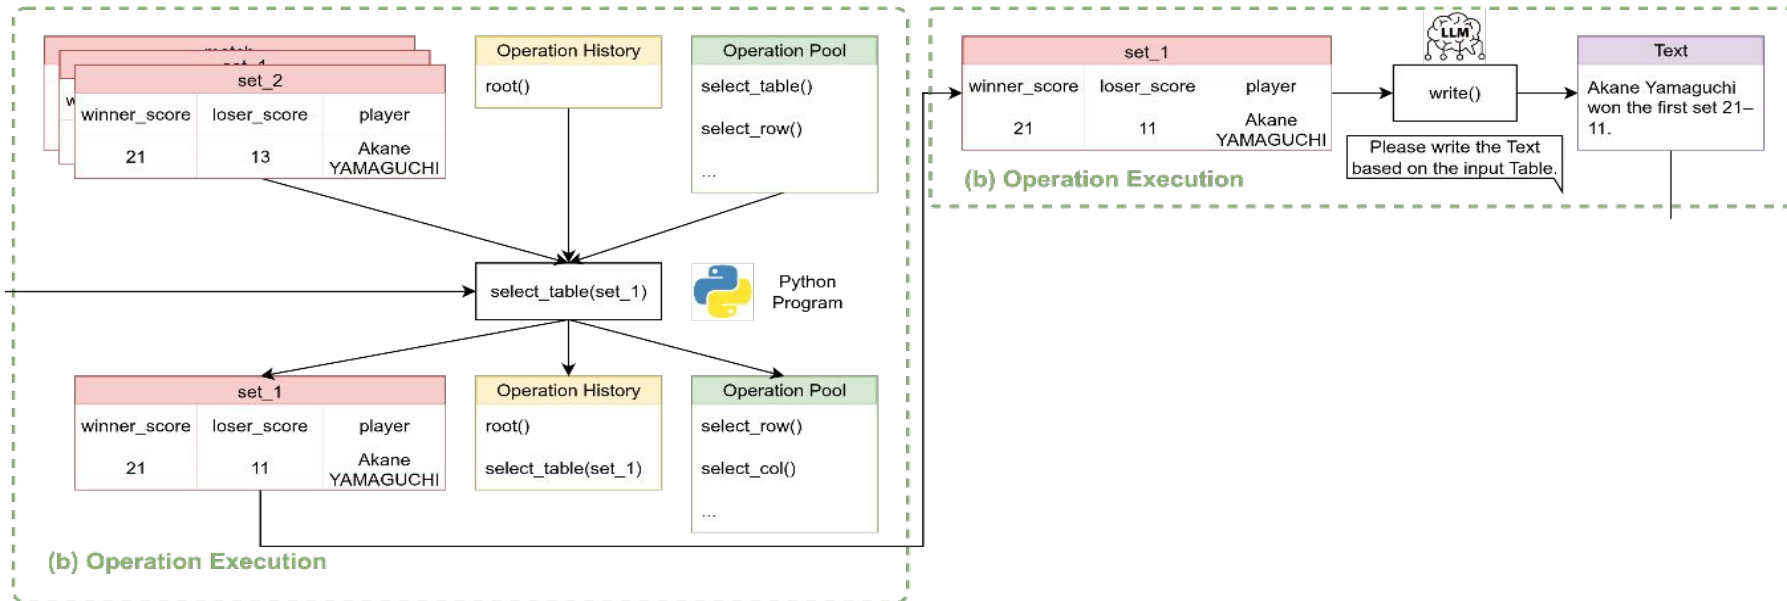 match
set_1
set_2
winner_score loser_score player
21 13 Akane
YAMAGUCHI
Operation History
root()
Operation Pool
select_table()
select_row()
...
select_table(set_1)
Python
Program
set_1
winner_score loser_score player
21 11 Akane
YAMAGUCHI
Operation History
root()
select_table(set_1)
Operation Pool
select_row()
select_col()
...
(b) Operation Execution
set_1
winner_score loser_score player
21 11 Akane
YAMAGUCHI
LLM
write()
Please write the Text
based on the input Table.
Text
Akane Yamaguchi
won the first set 21–
11.
(b) Operation Execution